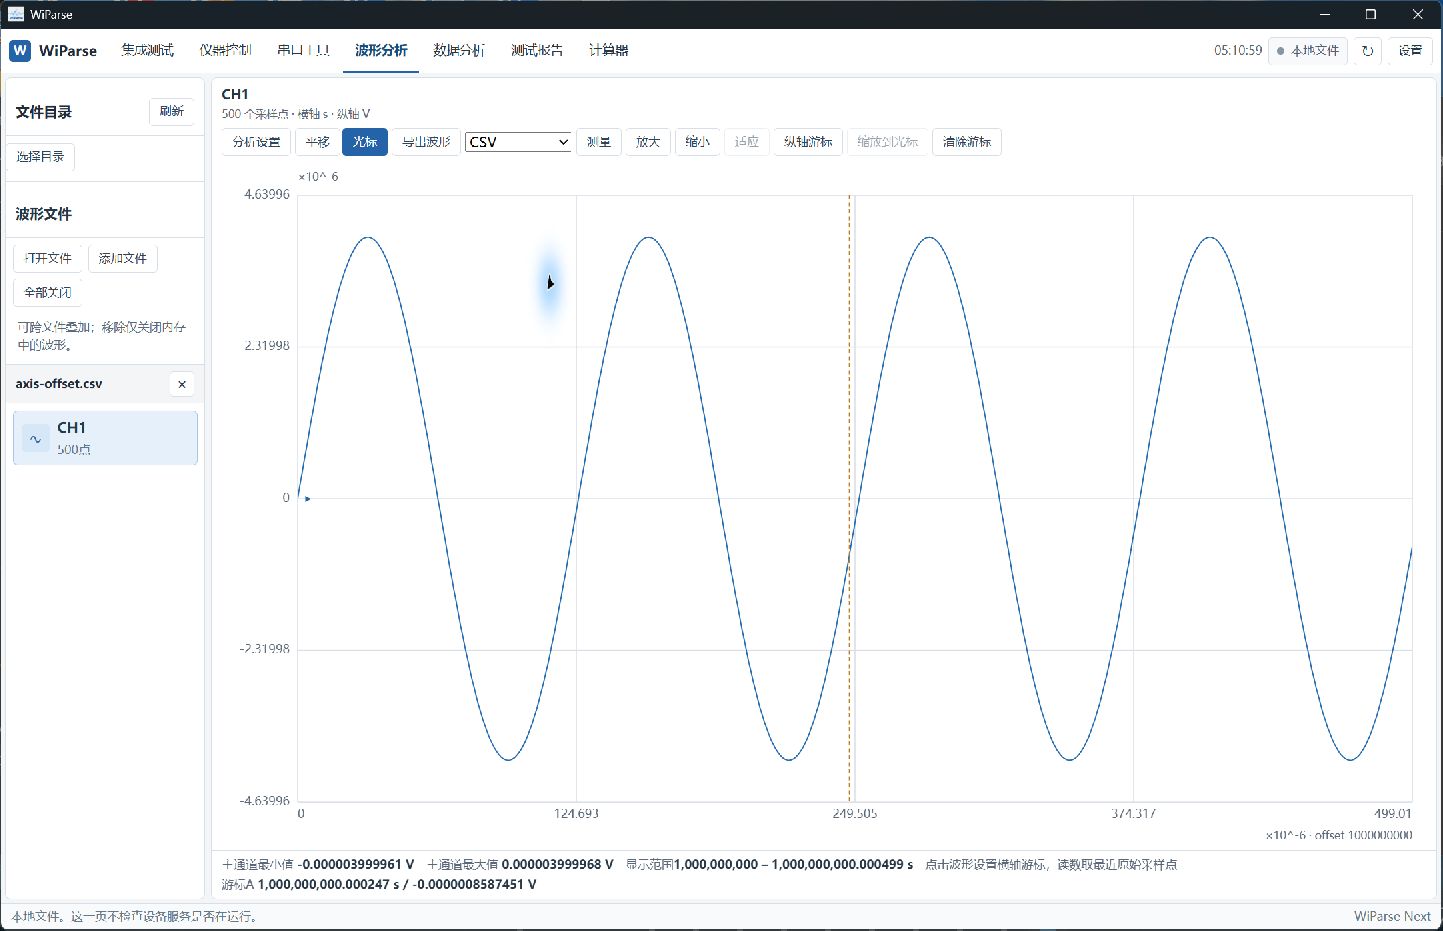 WiParse
W WiParse 集成测试 仪器控制 串口工具 波形分析 数据分析 测试报告 计算器 05:10:59 本地文件 设置
文件目录 刷新
选择目录
波形文件
打开文件 添加文件
全部关闭
可跨文件叠加；移除仅关闭内存
中的波形。
axis-offset.csv
CH1
500点
CH1
500 个采样点 · 横轴 s · 纵轴 V
分析设置 平移 光标 导出波形 CSV 测量 放大 缩小 适应 纵轴游标 缩放到光标 清除游标
×10^-6
4.63996
2.31998
0
-2.31998
-4.63996
0 124.693 249.505 374.317 499.01
×10^-6 · offset 1000000000
主通道最小值 -0.000003999961 V 主通道最大值 0.000003999968 V 显示范围1,000,000,000 – 1,000,000,000.000499 s 点击波形设置横轴游标，读数取最近原始采样点
游标A 1,000,000,000.000247 s / -0.0000008587451 V
本地文件。这一页不检查设备服务是否在运行。 WiParse Next